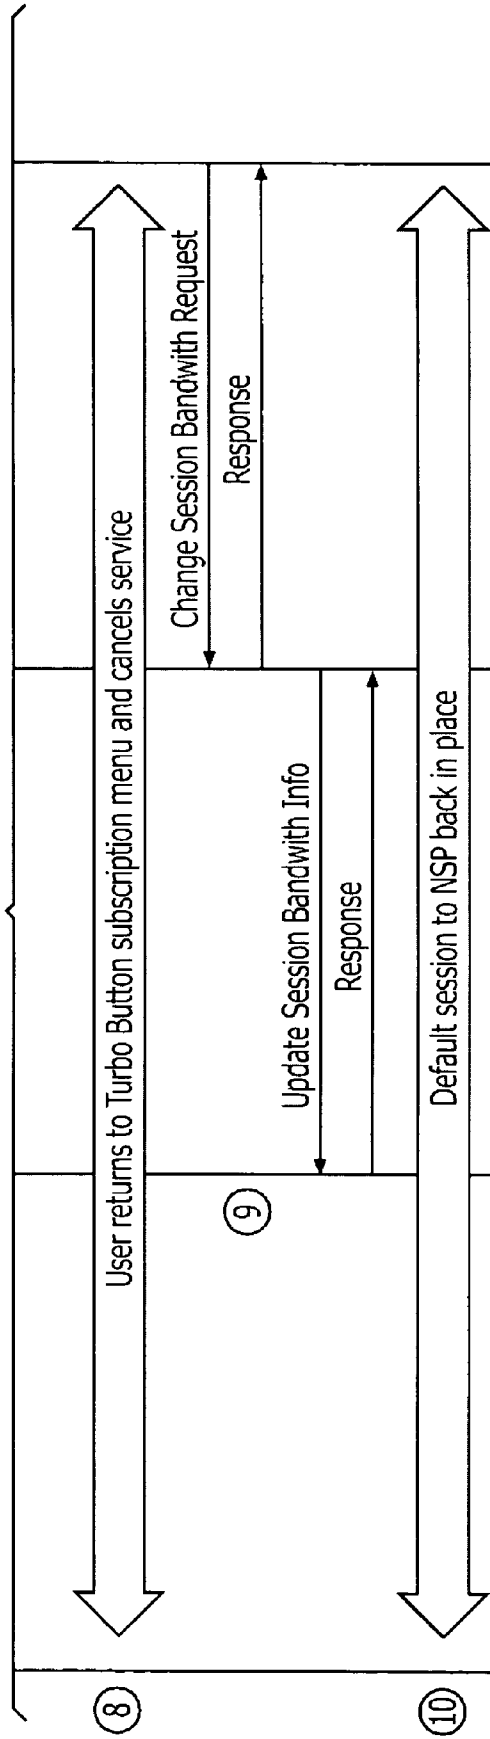 8
User returns to Turbo Button subscription menu and cancels service
Change Session Bandwith Request
Response
9
Update Session Bandwith Info
Response
10
Default session to NSP back in place